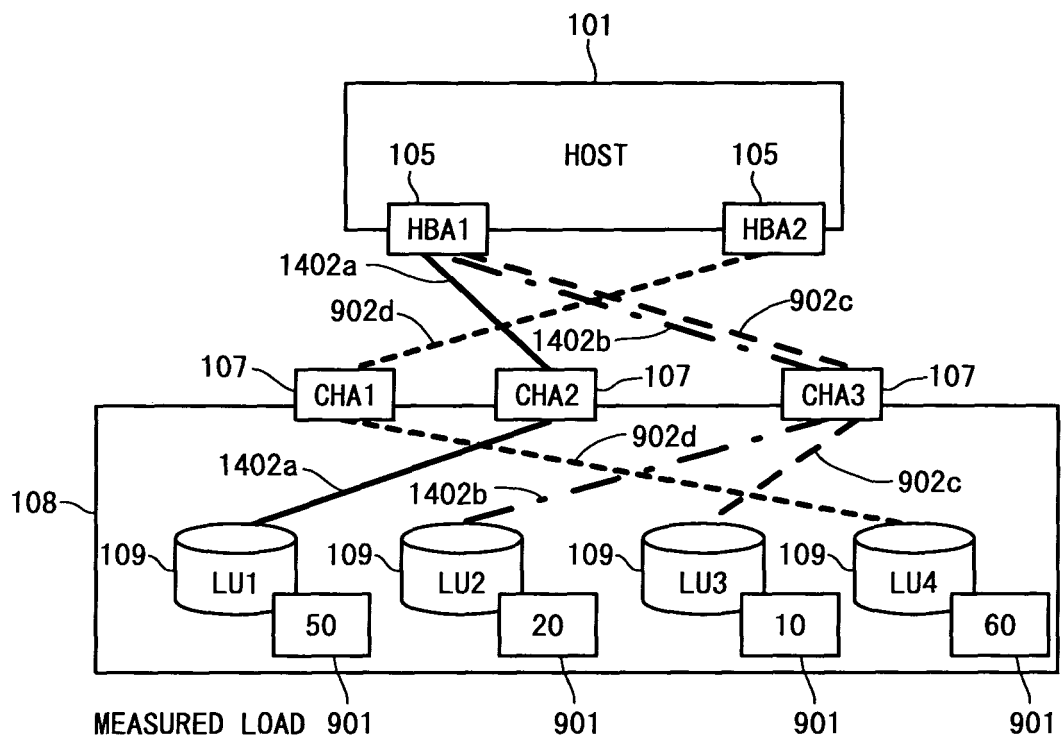 101
HOST
105
105
HBA1
HBA2
1402a
902d
902c
1402b
107
107
107
CHA1
CHA2
CHA3
902d
1402a
902c
1402b
108
109
109
109
109
LU1
LU2
LU3
LU4
50
20
10
60
MEASURED LOAD 901
901
901
901